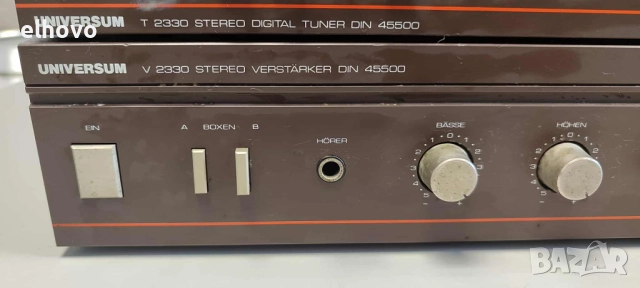 elhovo
UNIVERSUM T 2330 STEREO DIGITAL TUNER DIN 45500
UNIVERSUM V 2330 STEREO VERSTÄRKER DIN 45500
EIN A BOXEN B HÖRER BÄSSE HÖHEN
BAZAR